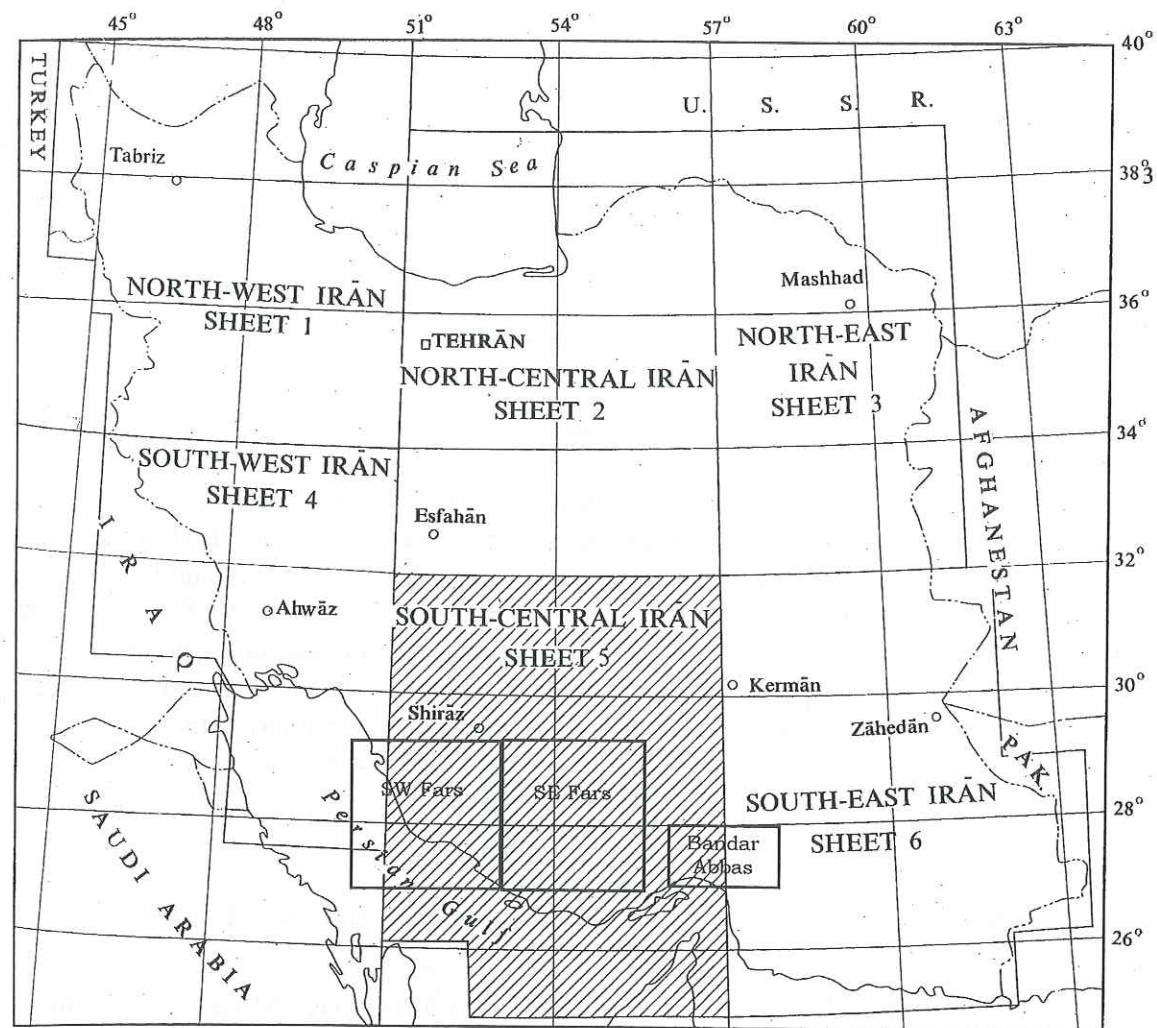 45° 48° 51° 54° 57° 60° 63°
40°
TURKEY
U. S. S. R.
Tabriz
Caspian Sea
38°3
Mashhad
NORTH-WEST IRĀN
SHEET 1
36°
TEHRĀN
NORTH-EAST
IRĀN
SHEET 3
NORTH-CENTRAL IRĀN
SHEET 2
34°
AFGHANESTAN
SOUTH-WEST IRĀN
SHEET 4
Esfahān
32°
IRAQ
Ahwāz
SOUTH-CENTRAL IRĀN
SHEET 5
Kermān
30°
Shirāz
Zāhedān
PAK
SW Fars
SE Fars
SOUTH-EAST IRĀN
SHEET 6
28°
Persian Gulf
Bandar
Abbas
SAUDI ARABIA
26°